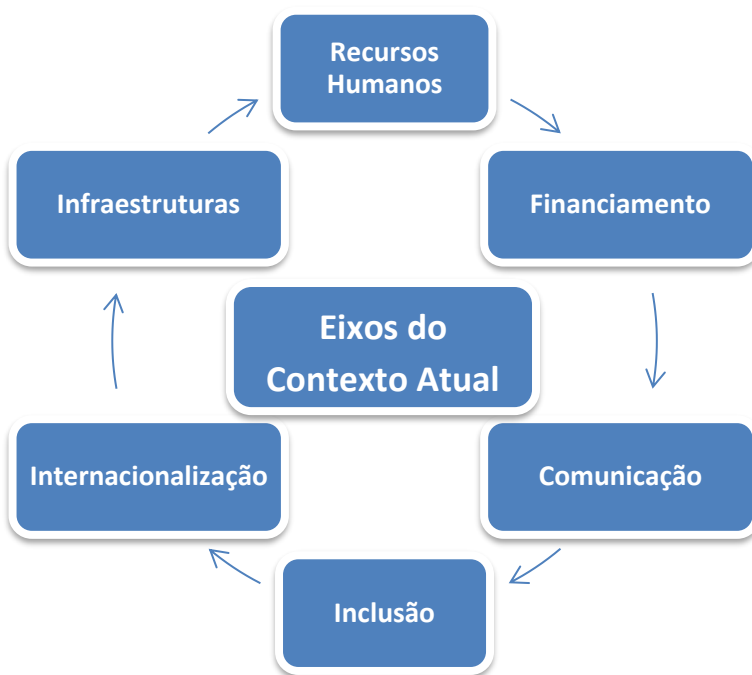 Recursos
Humanos
Infraestruturas
Financiamento
Eixos do
Contexto Atual
Internacionalização
Comunicação
Inclusão